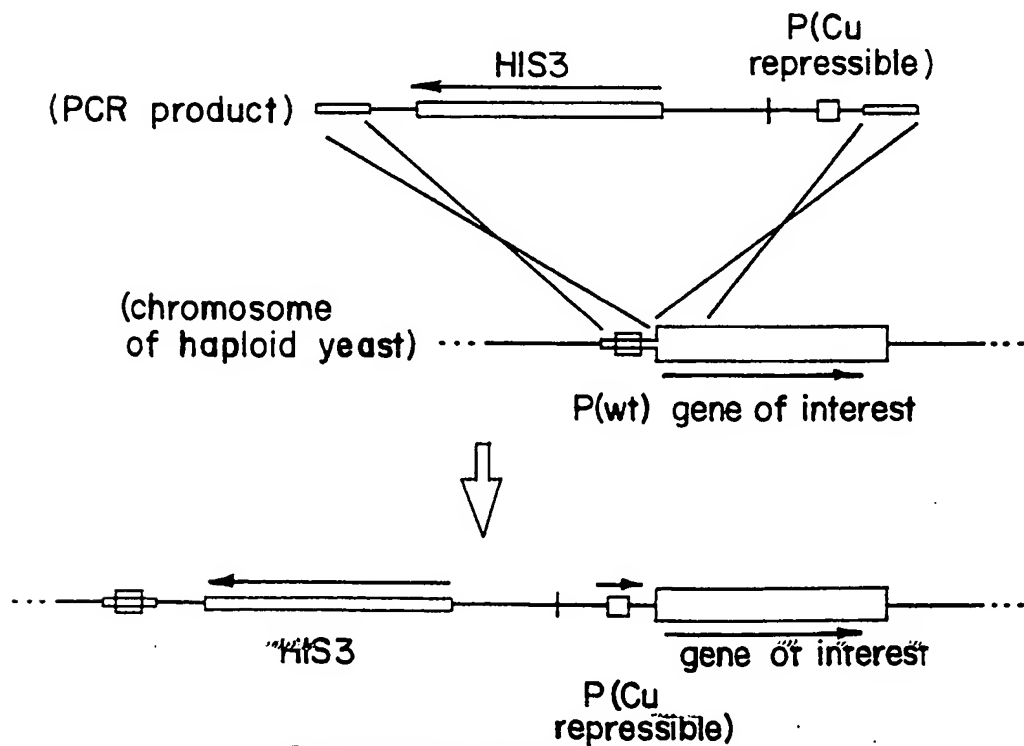 P(Cu
repressible)
HIS3
(PCR product)
(chromosome
of haploid yeast)
P(wt) gene of interest
HIS3
gene of interest
P(Cu
repressible)